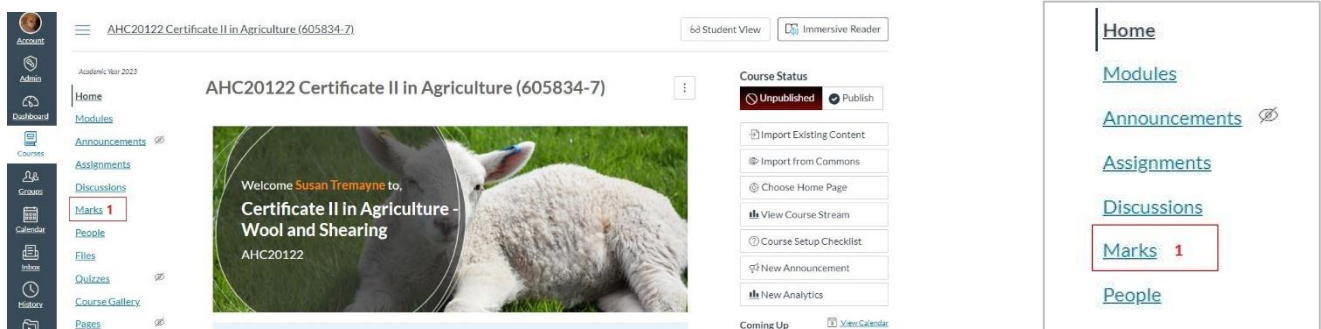 Account
Admin
Dashboard
Courses
Groups
Calendar
Inbox
History
AHC20122 Certificate II in Agriculture (605834-7)
Student View
Immersive Reader
Academic Year 2023
Home
Modules
Announcements
Assignments
Discussions
Marks 1
People
Files
Quizzes
Course Gallery
Pages
AHC20122 Certificate II in Agriculture (605834-7)
Welcome Susan Tremayne to,
Certificate II in Agriculture -
Wool and Shearing
AHC20122
Course Status
Unpublished
Publish
Import Existing Content
Import from Commons
Choose Home Page
View Course Stream
Course Setup Checklist
New Announcement
New Analytics
Coming Up
View Calendar
Home
Modules
Announcements
Assignments
Discussions
Marks 1
People